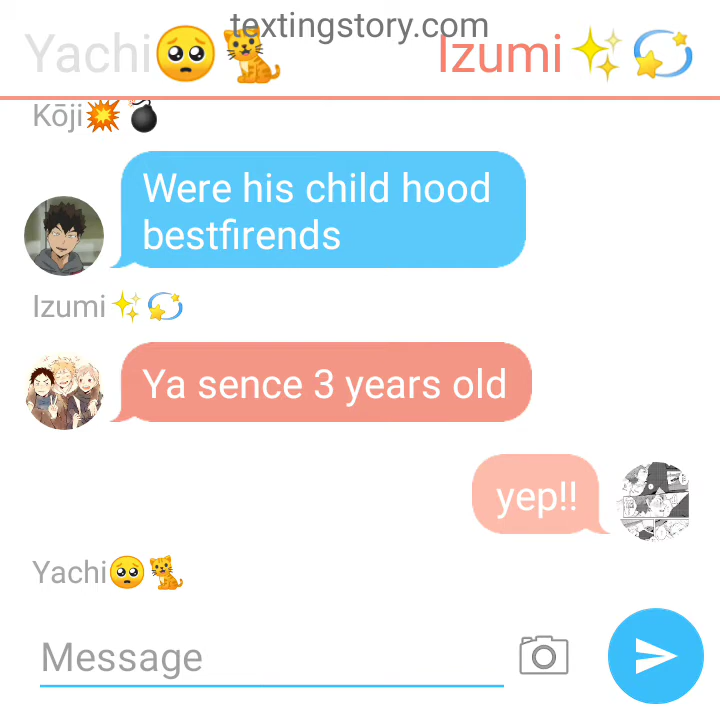 textingstory.com
Yachi🥺🐈 Izumi✨💫
Kōji💥💣
Were his child hood
bestfirends
Izumi✨💫
Ya sence 3 years old
yep!!
Yachi🥺🐈
Message